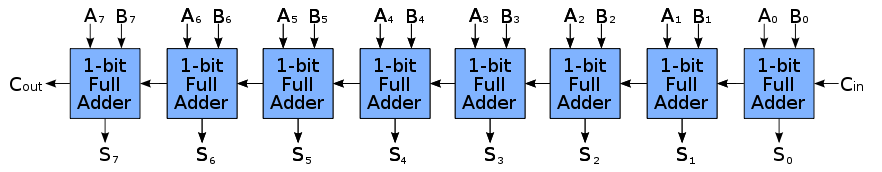 A7 B7 A6 B6 A5 B5 A4 B4 A3 B3 A2 B2 A1 B1 A0 B0
1-bit 1-bit 1-bit 1-bit 1-bit 1-bit 1-bit 1-bit
Cout Full Full Full Full Full Full Full Full Cin
Adder Adder Adder Adder Adder Adder Adder Adder
S7 S6 S5 S4 S3 S2 S1 S0